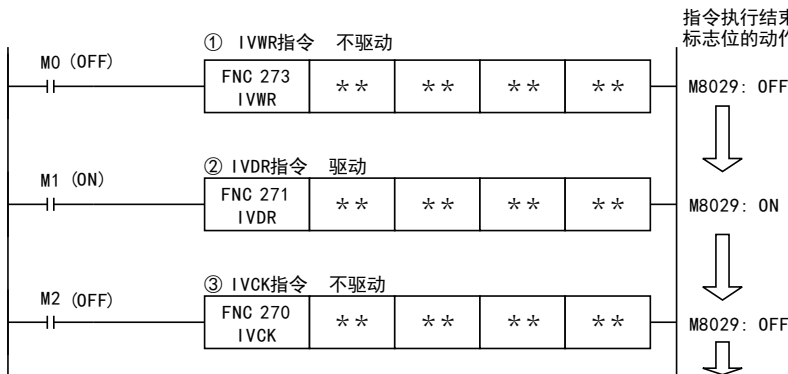 指令执行结束
标志位的动作
① IVWR指令 不驱动
M0 (OFF)
FNC 273
IVWR
** ** ** **
M8029: OFF
② IVDR指令 驱动
M1 (ON)
FNC 271
IVDR
** ** ** **
M8029: ON
③ IVCK指令 不驱动
M2 (OFF)
FNC 270
IVCK
** ** ** **
M8029: OFF